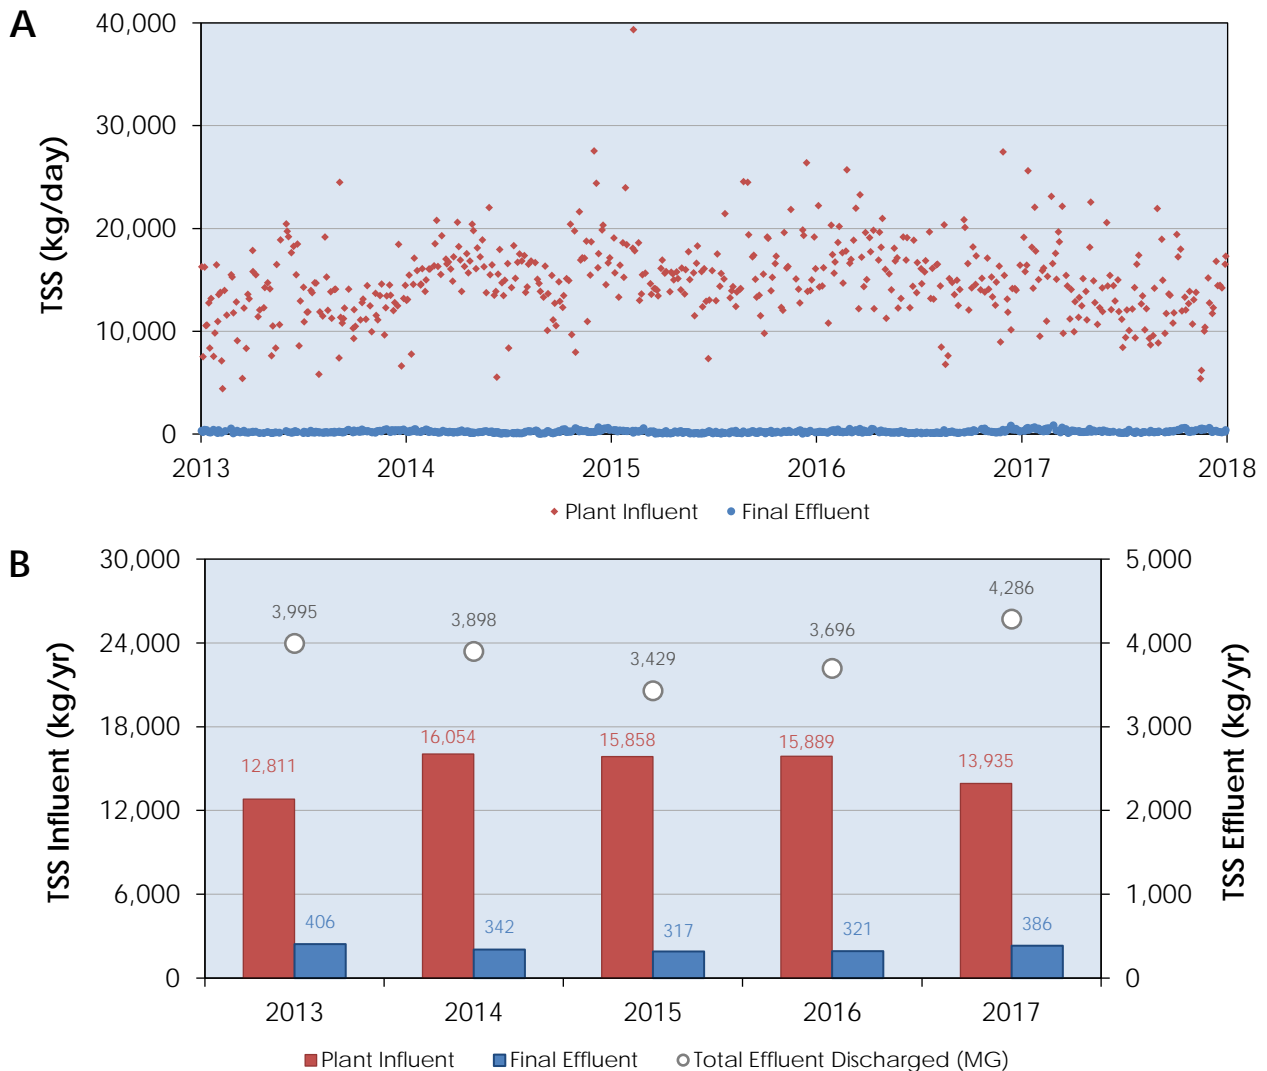 A
TSS (kg/day)
40,000
30,000
20,000
10,000
0
2013 2014 2015 2016 2017 2018
Plant Influent Final Effluent
B
TSS Influent (kg/yr)
30,000
24,000
18,000
12,000
6,000
0
3,995 3,898 3,429 3,696 4,286
12,811 16,054 15,858 15,889 13,935
406 342 317 321 386
5,000
4,000
3,000
2,000
1,000
0
TSS Effluent (kg/yr)
2013 2014 2015 2016 2017
Plant Influent Final Effluent Total Effluent Discharged (MG)